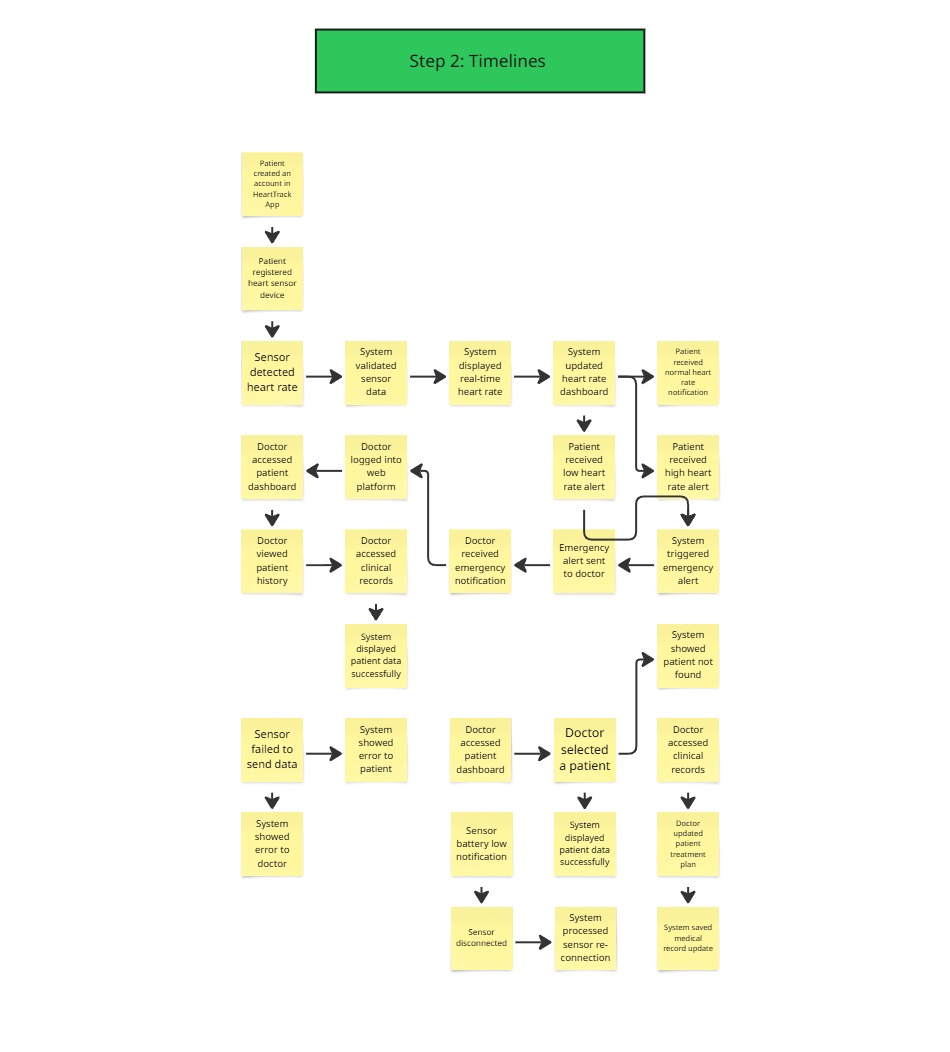 Step 2: Timelines
Patient
created an
account in
HeartTrack
App
Patient
registered
heart sensor
device
Sensor
detected
heart rate
System
validated
sensor
data
System
displayed
real-time
heart rate
System
updated
heart rate
dashboard
Patient
received
normal heart
rate
notification
Doctor
accessed
patient
dashboard
Doctor
logged into
web
platform
Patient
received
low heart
rate alert
Patient
received
high heart
rate alert
Doctor
viewed
patient
history
Doctor
accessed
clinical
records
Doctor
received
emergency
notification
Emergency
alert sent
to doctor
System
triggered
emergency
alert
System
displayed
patient data
successfully
System
showed
patient not
found
Sensor
failed to
send data
System
showed
error to
patient
Doctor
accessed
patient
dashboard
Doctor
selected
a patient
Doctor
accessed
clinical
records
System
showed
error to
doctor
Sensor
battery low
notification
System
displayed
patient data
successfully
Doctor
updated
patient
treatment
plan
Sensor
disconnected
System
processed
sensor re-
connection
System saved
medical
record update